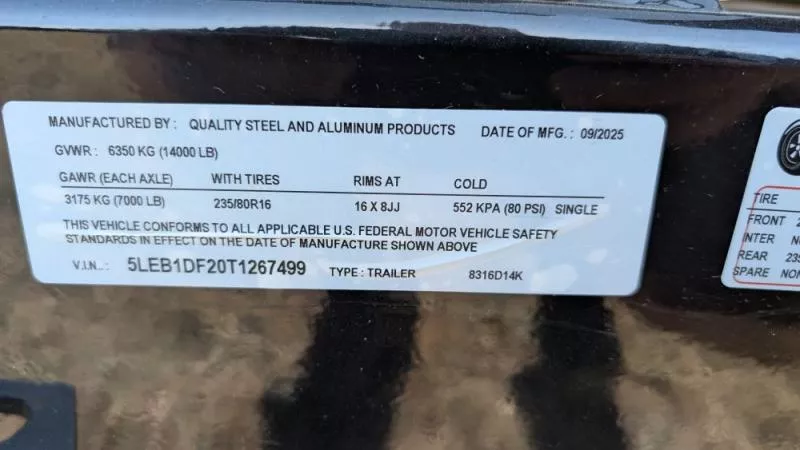 MANUFACTURED BY : QUALITY STEEL AND ALUMINUM PRODUCTS DATE OF MFG. : 09/2025
GVWR : 6350 KG (14000 LB)
GAWR (EACH AXLE) WITH TIRES RIMS AT COLD
3175 KG (7000 LB) 235/80R16 16 X 8JJ 552 KPA (80 PSI) SINGLE
THIS VEHICLE CONFORMS TO ALL APPLICABLE U.S. FEDERAL MOTOR VEHICLE SAFETY
STANDARDS IN EFFECT ON THE DATE OF MANUFACTURE SHOWN ABOVE
V.I.N..: 5LEB1DF20T1267499 TYPE : TRAILER 8316D14K
TIRE
FRONT
REAR
SPARE